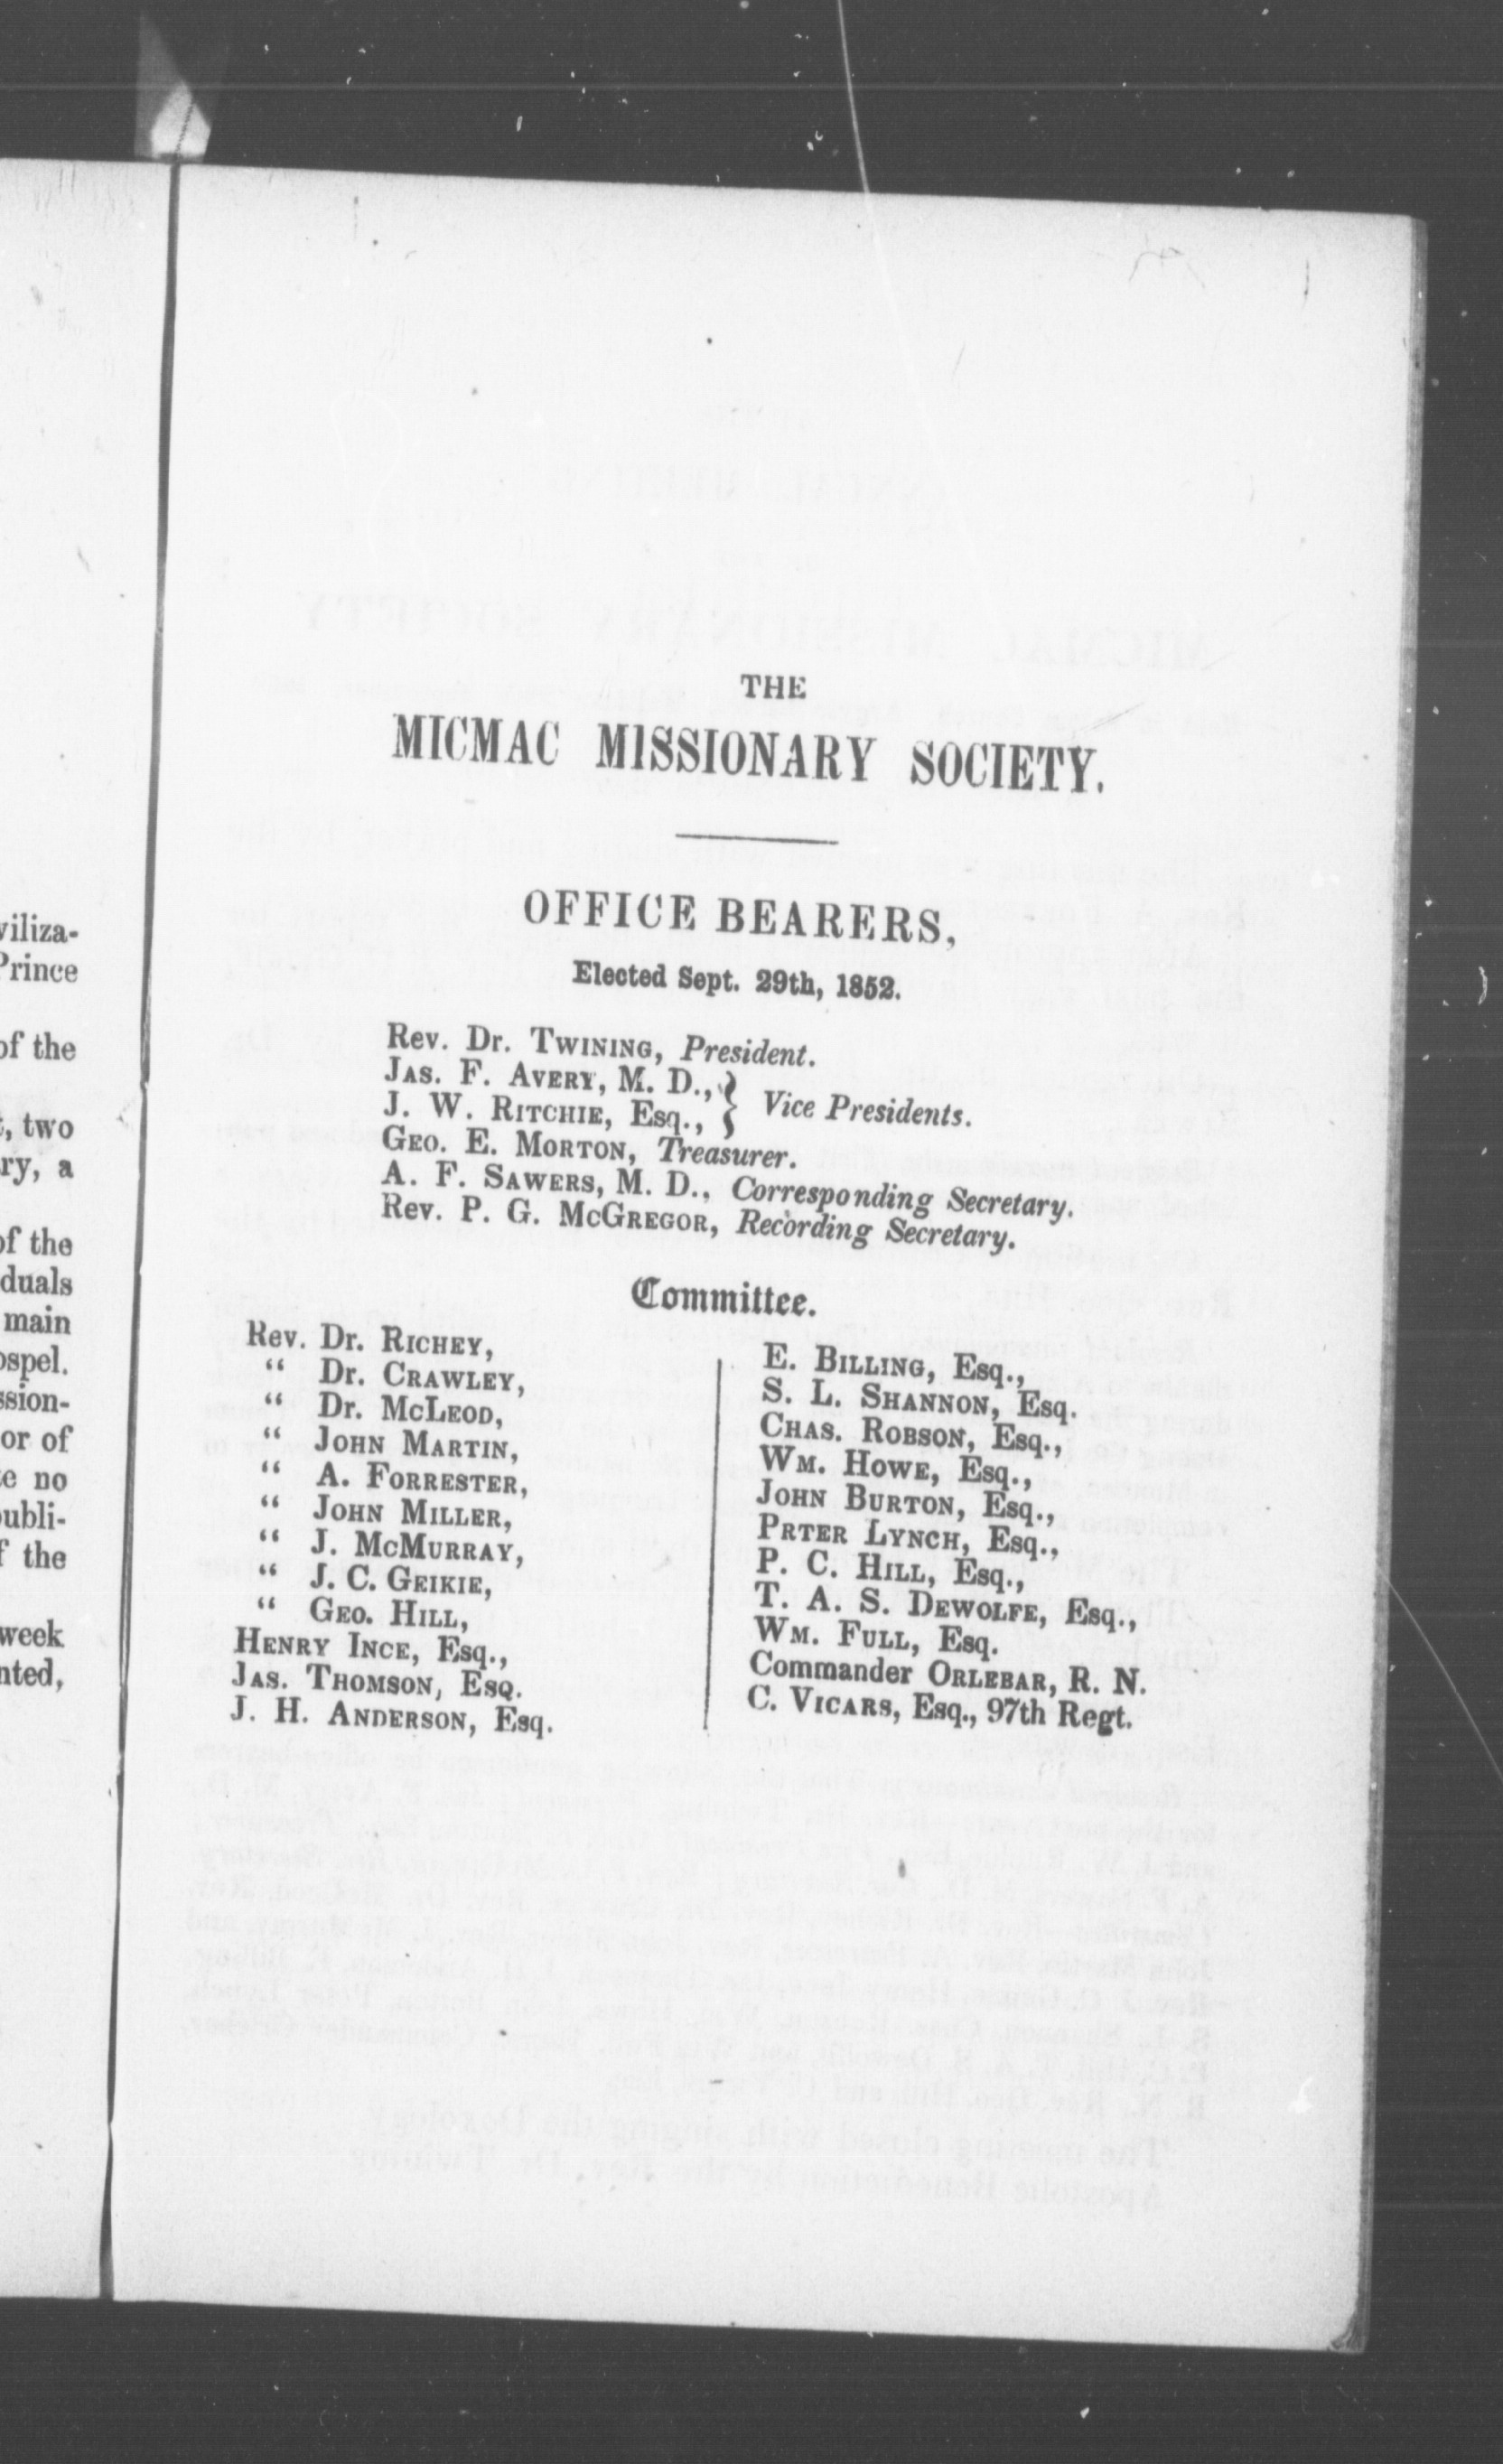 viliza-
Prince
of the
, two
ry, a
of the
duals
main
ospel.
ssion-
or of
te no
publi-
f the
week
nted,
THE
MICMAC MISSIONARY SOCIETY.
OFFICE BEARERS,
Elected Sept. 29th, 1852.
Rev. Dr. TWINING, President.
JAS. F. AVERY, M. D., }
J. W. RITCHIE, Esq., } Vice Presidents.
GEO. E. MORTON, Treasurer.
A. F. SAWERS, M. D., Corresponding Secretary.
Rev. P. G. MCGREGOR, Recording Secretary.
Committee.
Rev. Dr. RICHEY,
" Dr. CRAWLEY,
" Dr. MCLEOD,
" JOHN MARTIN,
" A. FORRESTER,
" JOHN MILLER,
" J. MCMURRAY,
" J. C. GEIKIE,
" GEO. HILL,
HENRY INCE, Esq.,
JAS. THOMSON, ESQ.
J. H. ANDERSON, Esq.
E. BILLING, Esq.,
S. L. SHANNON, Esq.
CHAS. ROBSON, Esq.,
WM. HOWE, Esq.,
JOHN BURTON, Esq.,
PRTER LYNCH, Esq.,
P. C. HILL, Esq.,
T. A. S. DEWOLFE, Esq.,
WM. FULL, Esq.
Commander ORLEBAR, R. N.
C. VICARS, Esq., 97th Regt.